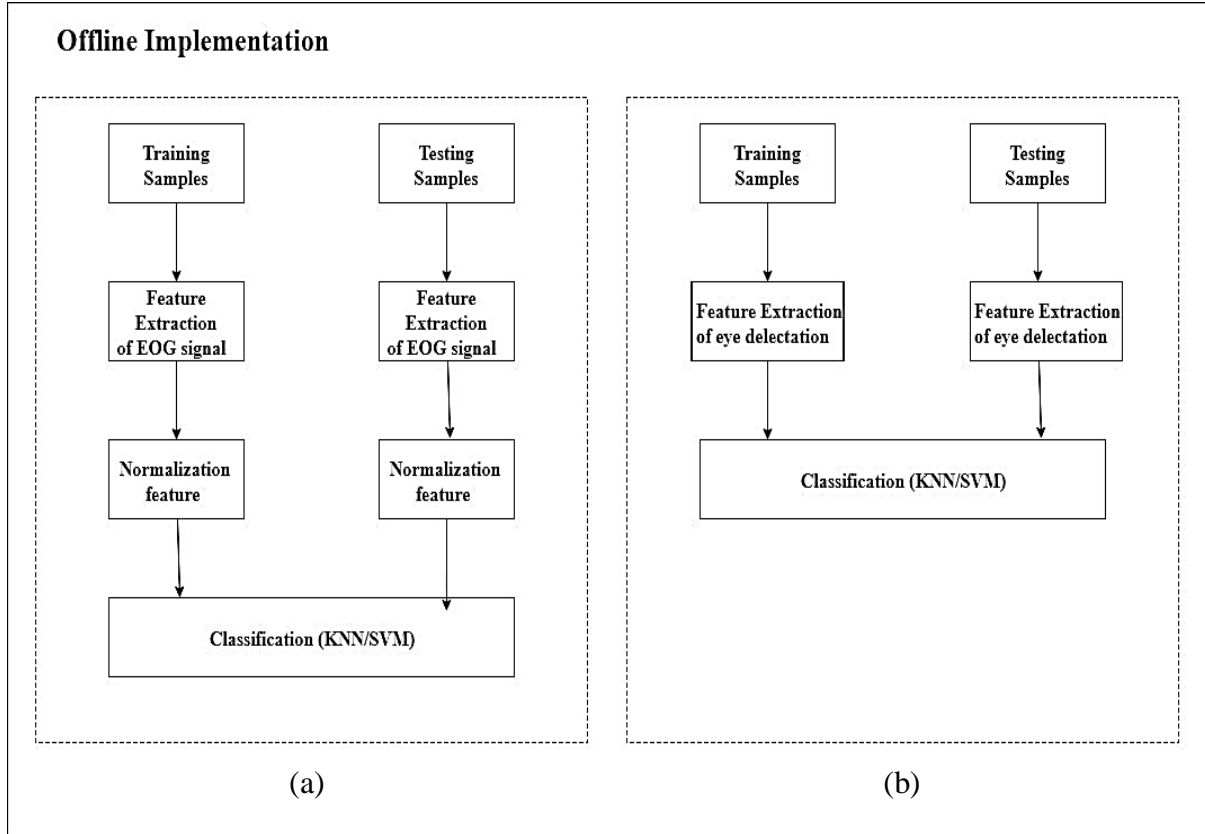 Offline Implementation
Training
Samples
Testing
Samples
Feature
Extraction
of EOG signal
Feature
Extraction
of EOG signal
Normalization
feature
Normalization
feature
Classification (KNN/SVM)
(a)
Training
Samples
Testing
Samples
Feature Extraction
of eye delectation
Feature Extraction
of eye delectation
Classification (KNN/SVM)
(b)